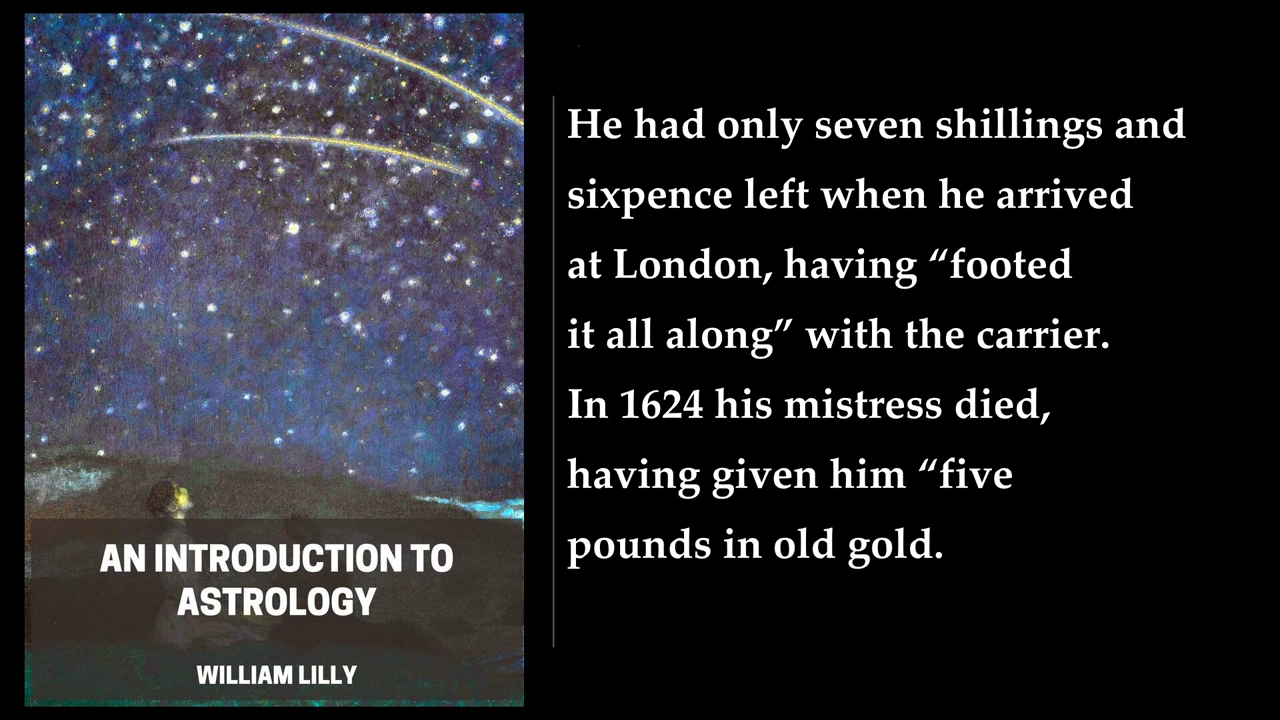 AN INTRODUCTION TO
ASTROLOGY
WILLIAM LILLY
He had only seven shillings and
sixpence left when he arrived
at London, having “footed
it all along” with the carrier.
In 1624 his mistress died,
having given him “five
pounds in old gold.